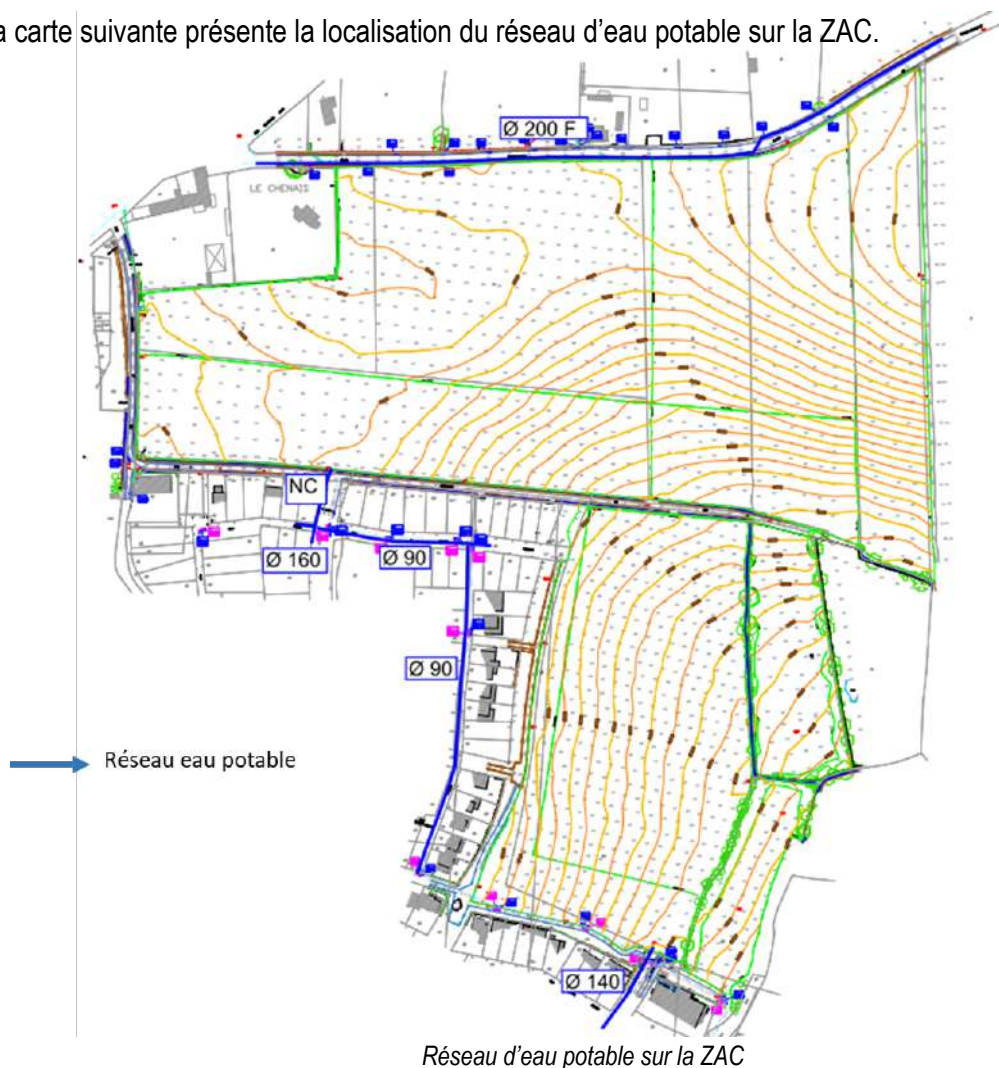 a carte suivante présente la localisation du réseau d'eau potable sur la ZAC.
Ø 200 F
LE CHENAIS
NC
Ø 160
Ø 90
Ø 90
Réseau eau potable
Ø 140
Réseau d'eau potable sur la ZAC